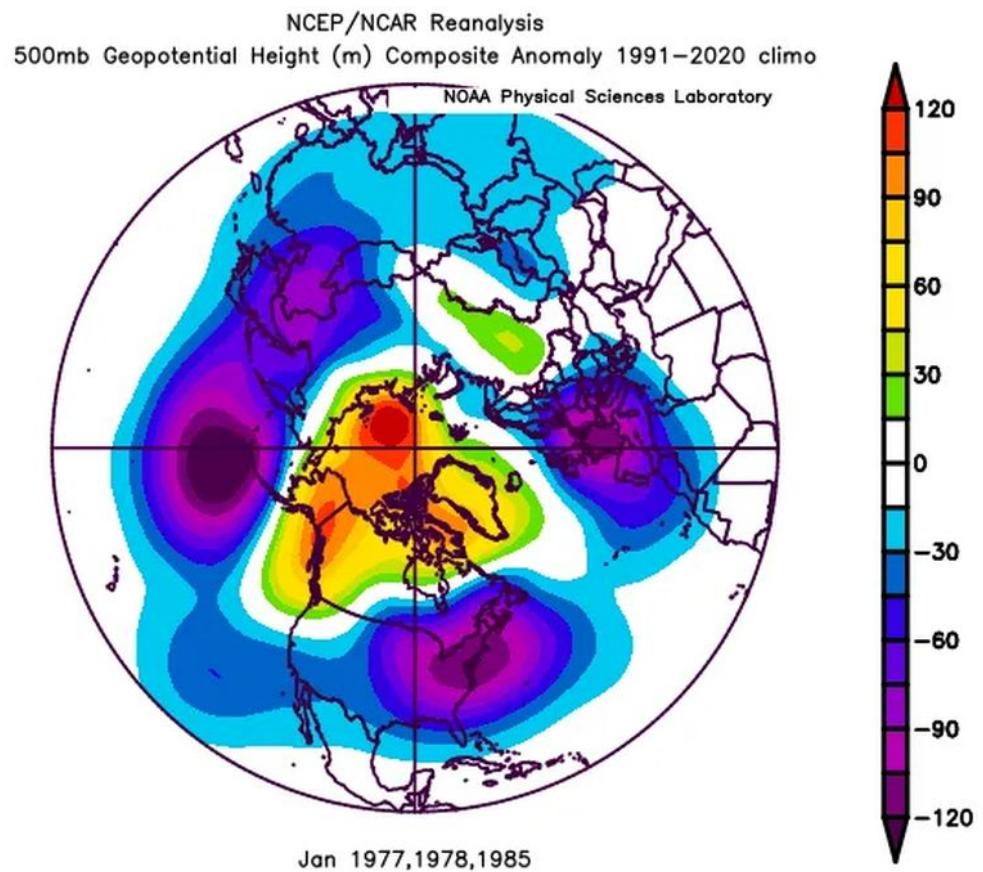 NCEP/NCAR Reanalysis
500mb Geopotential Height (m) Composite Anomaly 1991-2020 climo
NOAA Physical Sciences Laboratory
120
90
60
30
0
-30
-60
-90
-120
Jan 1977,1978,1985